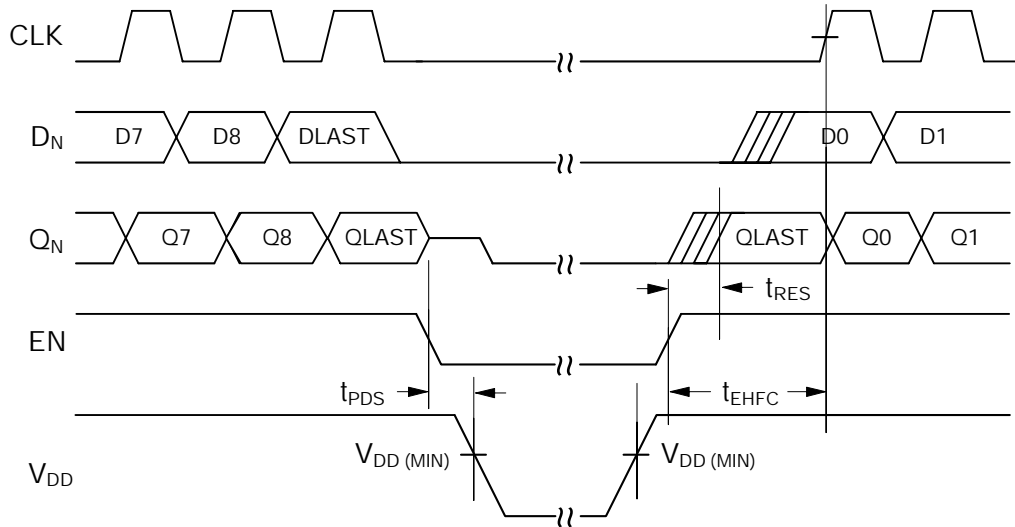 CLK
D_N D7 D8 DLAST D0 D1
Q_N Q7 Q8 QLAST QLAST Q0 Q1
t_RES
EN
t_PDS t_EHFC
V_DD (MIN) V_DD (MIN)
V_DD